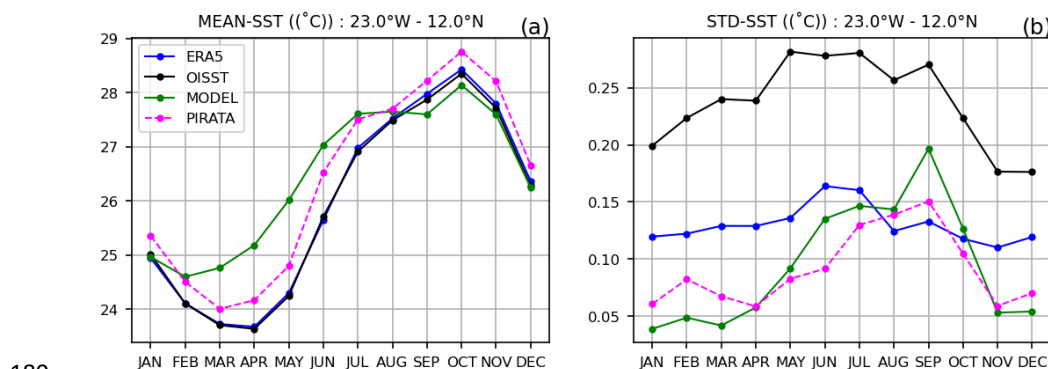 MEAN-SST ((˚C)) : 23.0°W - 12.0°N
(a)
29
28
27
26
25
24
ERA5
OISST
MODEL
PIRATA
JAN FEB MAR APR MAY JUN JUL AUG SEP OCT NOV DEC
STD-SST ((˚C)) : 23.0°W - 12.0°N
(b)
0.25
0.20
0.15
0.10
0.05
JAN FEB MAR APR MAY JUN JUL AUG SEP OCT NOV DEC